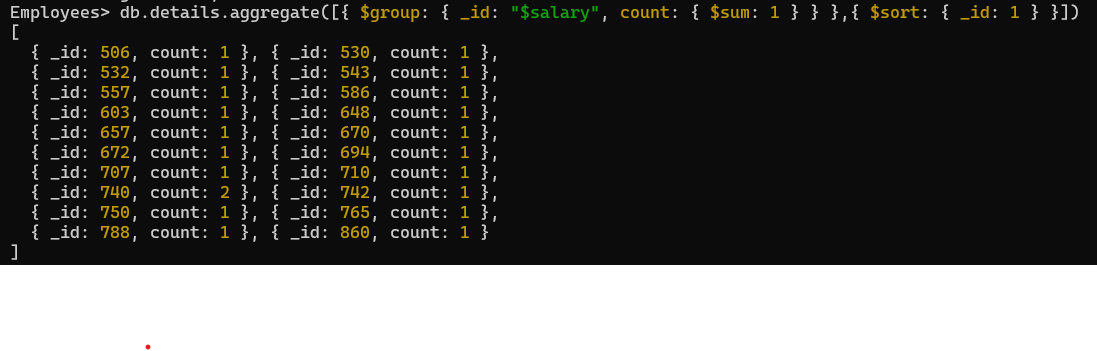 Employees> db.details.aggregate([{ $group: { _id: "$salary", count: { $sum: 1 } } },{ $sort: { _id: 1 } }])
[
  { _id: 506, count: 1 }, { _id: 530, count: 1 },
  { _id: 532, count: 1 }, { _id: 543, count: 1 },
  { _id: 557, count: 1 }, { _id: 586, count: 1 },
  { _id: 603, count: 1 }, { _id: 648, count: 1 },
  { _id: 657, count: 1 }, { _id: 670, count: 1 },
  { _id: 672, count: 1 }, { _id: 694, count: 1 },
  { _id: 707, count: 1 }, { _id: 710, count: 1 },
  { _id: 740, count: 2 }, { _id: 742, count: 1 },
  { _id: 750, count: 1 }, { _id: 765, count: 1 },
  { _id: 788, count: 1 }, { _id: 860, count: 1 }
]